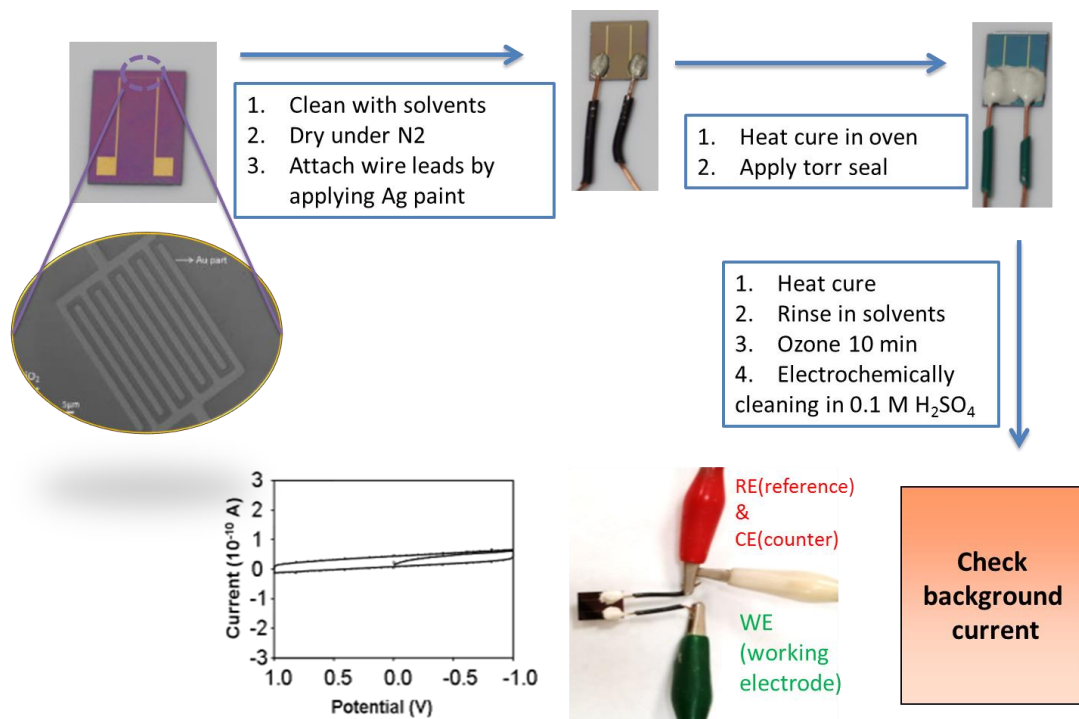 1. Clean with solvents
2. Dry under N2
3. Attach wire leads by
applying Ag paint
1. Heat cure in oven
2. Apply torr seal
Au part
5µm
1. Heat cure
2. Rinse in solvents
3. Ozone 10 min
4. Electrochemically
cleaning in 0.1 M H₂SO₄
3
2
1
0
-1
-2
-3
Current (10⁻¹⁰ A)
1.0 0.5 0.0 -0.5 -1.0
Potential (V)
RE(reference)
&
CE(counter)
WE
(working
electrode)
Check
background
current